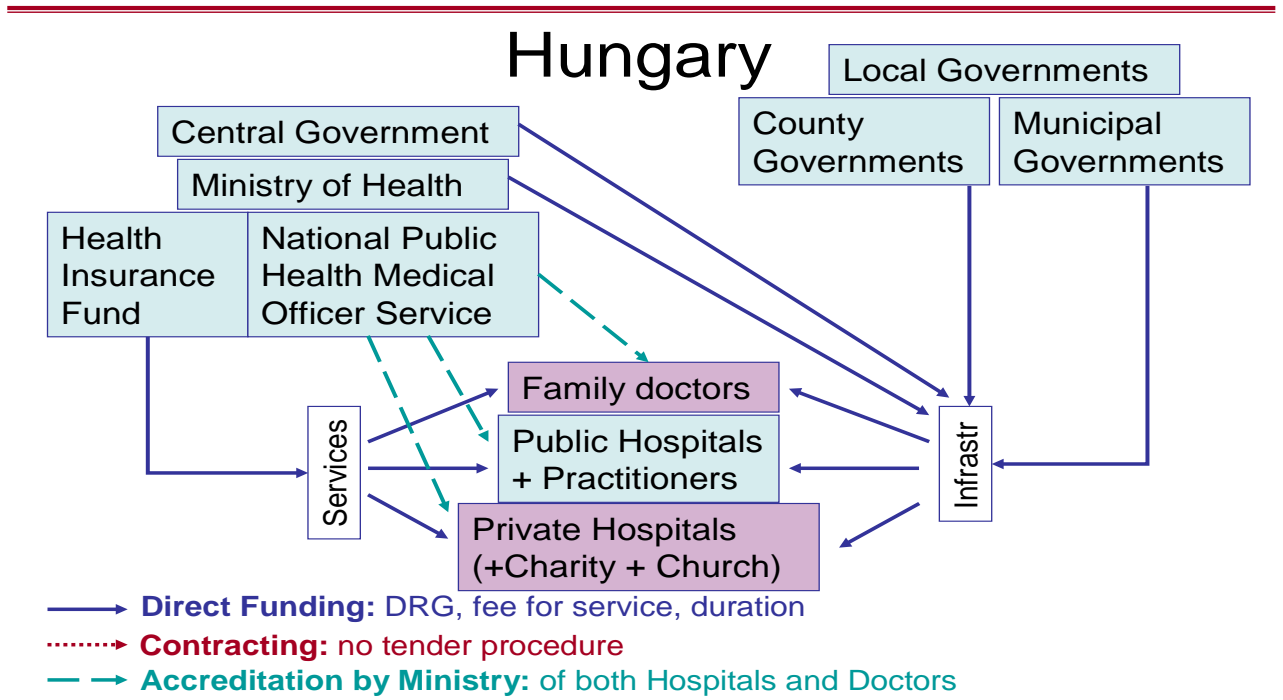 Hungary
Local Governments
County
Governments
Municipal
Governments
Central Government
Ministry of Health
Health
Insurance
Fund
National Public
Health Medical
Officer Service
Services
Family doctors
Public Hospitals
+ Practitioners
Private Hospitals
(+Charity + Church)
Infrastr
Direct Funding: DRG, fee for service, duration
Contracting: no tender procedure
Accreditation by Ministry: of both Hospitals and Doctors